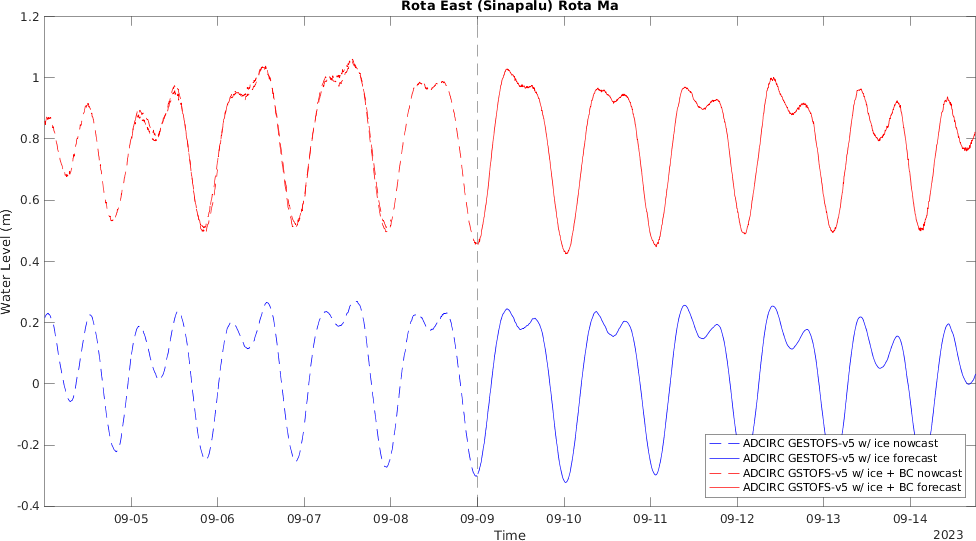 Rota East (Sinapalu) Rota Ma
1.2
1
0.8
0.6
0.4
0.2
0
-0.2
-0.4
Water Level (m)
09-05 09-06 09-07 09-08 09-09 09-10 09-11 09-12 09-13 09-14
Time
2023
ADCIRC GESTOFS-v5 w/ ice nowcast
ADCIRC GESTOFS-v5 w/ ice forecast
ADCIRC GSTOFS-v5 w/ ice + BC nowcast
ADCIRC GSTOFS-v5 w/ ice + BC forecast